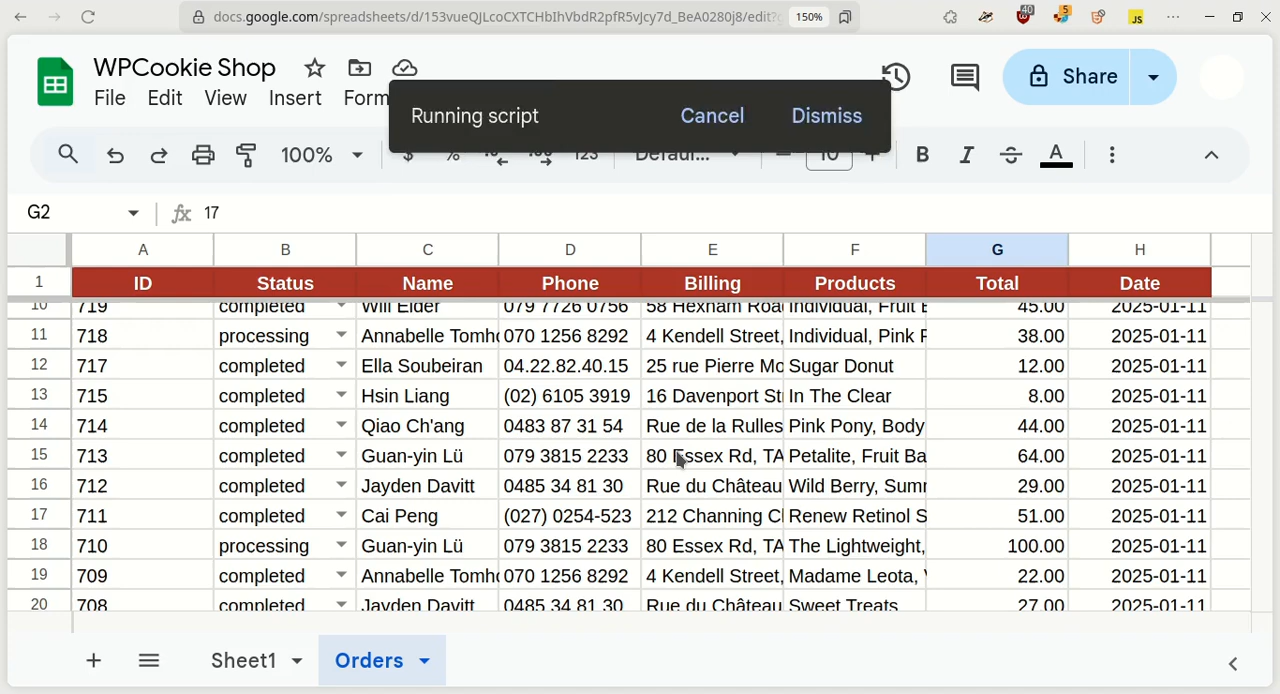 docs.google.com/spreadsheets/d/153vueQJLcoCXTCHbIhVbdR2pfR5vJcy7d_BeA0280j8/edit?g 150% 40 5 JS
WPCookie Shop
File Edit View Insert Form
Share
Running script Cancel Dismiss
100% $ % 123 Defaul... 10 B I A
G2 fx 17
A B C D E F G H
1 ID Status Name Phone Billing Products Total Date
10 719 completed Will Elder 079 7726 0756 58 Hexham Roa Individual, Fruit E 45.00 2025-01-11
11 718 processing Annabelle Tomho 070 1256 8292 4 Kendell Street, Individual, Pink F 38.00 2025-01-11
12 717 completed Ella Soubeiran 04.22.82.40.15 25 rue Pierre Mo Sugar Donut 12.00 2025-01-11
13 715 completed Hsin Liang (02) 6105 3919 16 Davenport Str In The Clear 8.00 2025-01-11
14 714 completed Qiao Ch'ang 0483 87 31 54 Rue de la Rulles Pink Pony, Body 44.00 2025-01-11
15 713 completed Guan-yin Lü 079 3815 2233 80 Essex Rd, TA Petalite, Fruit Ba 64.00 2025-01-11
16 712 completed Jayden Davitt 0485 34 81 30 Rue du Château Wild Berry, Sum 29.00 2025-01-11
17 711 completed Cai Peng (027) 0254-523 212 Channing Cl Renew Retinol S 51.00 2025-01-11
18 710 processing Guan-yin Lü 079 3815 2233 80 Essex Rd, TA The Lightweight, 100.00 2025-01-11
19 709 completed Annabelle Tomho 070 1256 8292 4 Kendell Street, Madame Leota, 22.00 2025-01-11
20 708 completed Jayden Davitt 0485 34 81 30 Rue du Château Sweet Treats 27.00 2025-01-11
Sheet1 Orders